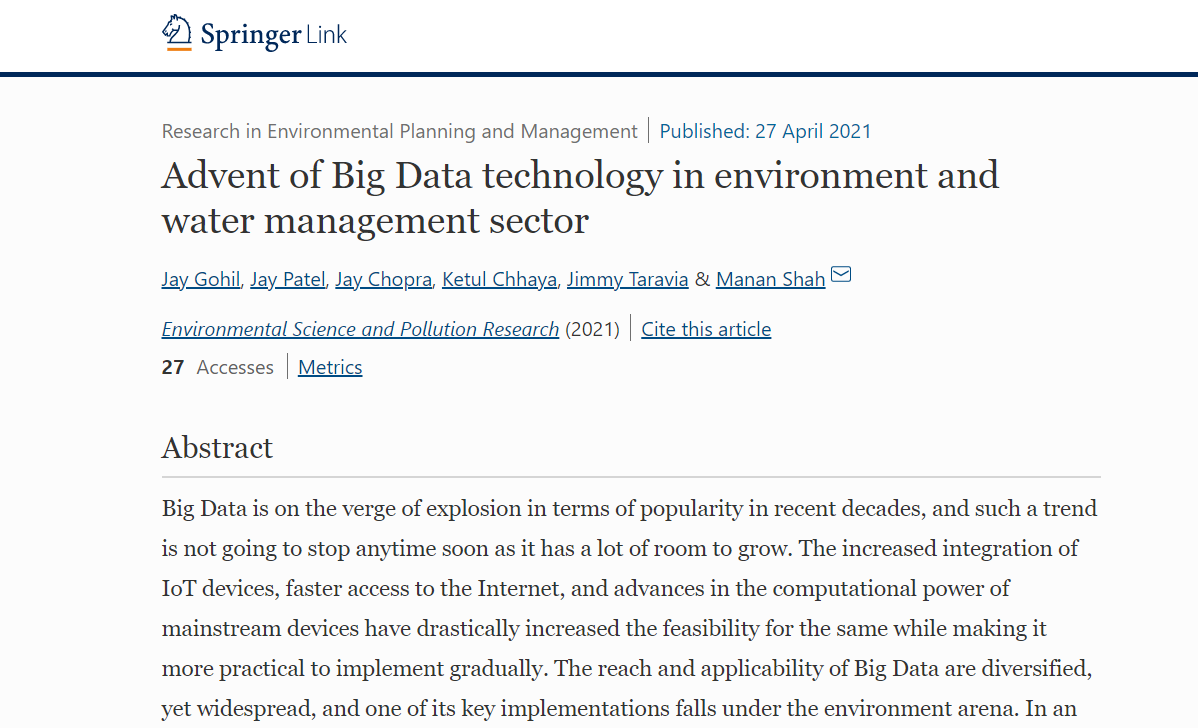 Springer Link
Research in Environmental Planning and Management | Published: 27 April 2021
Advent of Big Data technology in environment and
water management sector
Jay Gohil, Jay Patel, Jay Chopra, Ketul Chhaya, Jimmy Taravia & Manan Shah
Environmental Science and Pollution Research (2021) | Cite this article
27 Accesses | Metrics
Abstract
Big Data is on the verge of explosion in terms of popularity in recent decades, and such a trend
is not going to stop anytime soon as it has a lot of room to grow. The increased integration of
IoT devices, faster access to the Internet, and advances in the computational power of
mainstream devices have drastically increased the feasibility for the same while making it
more practical to implement gradually. The reach and applicability of Big Data are diversified,
yet widespread, and one of its key implementations falls under the environment arena. In an